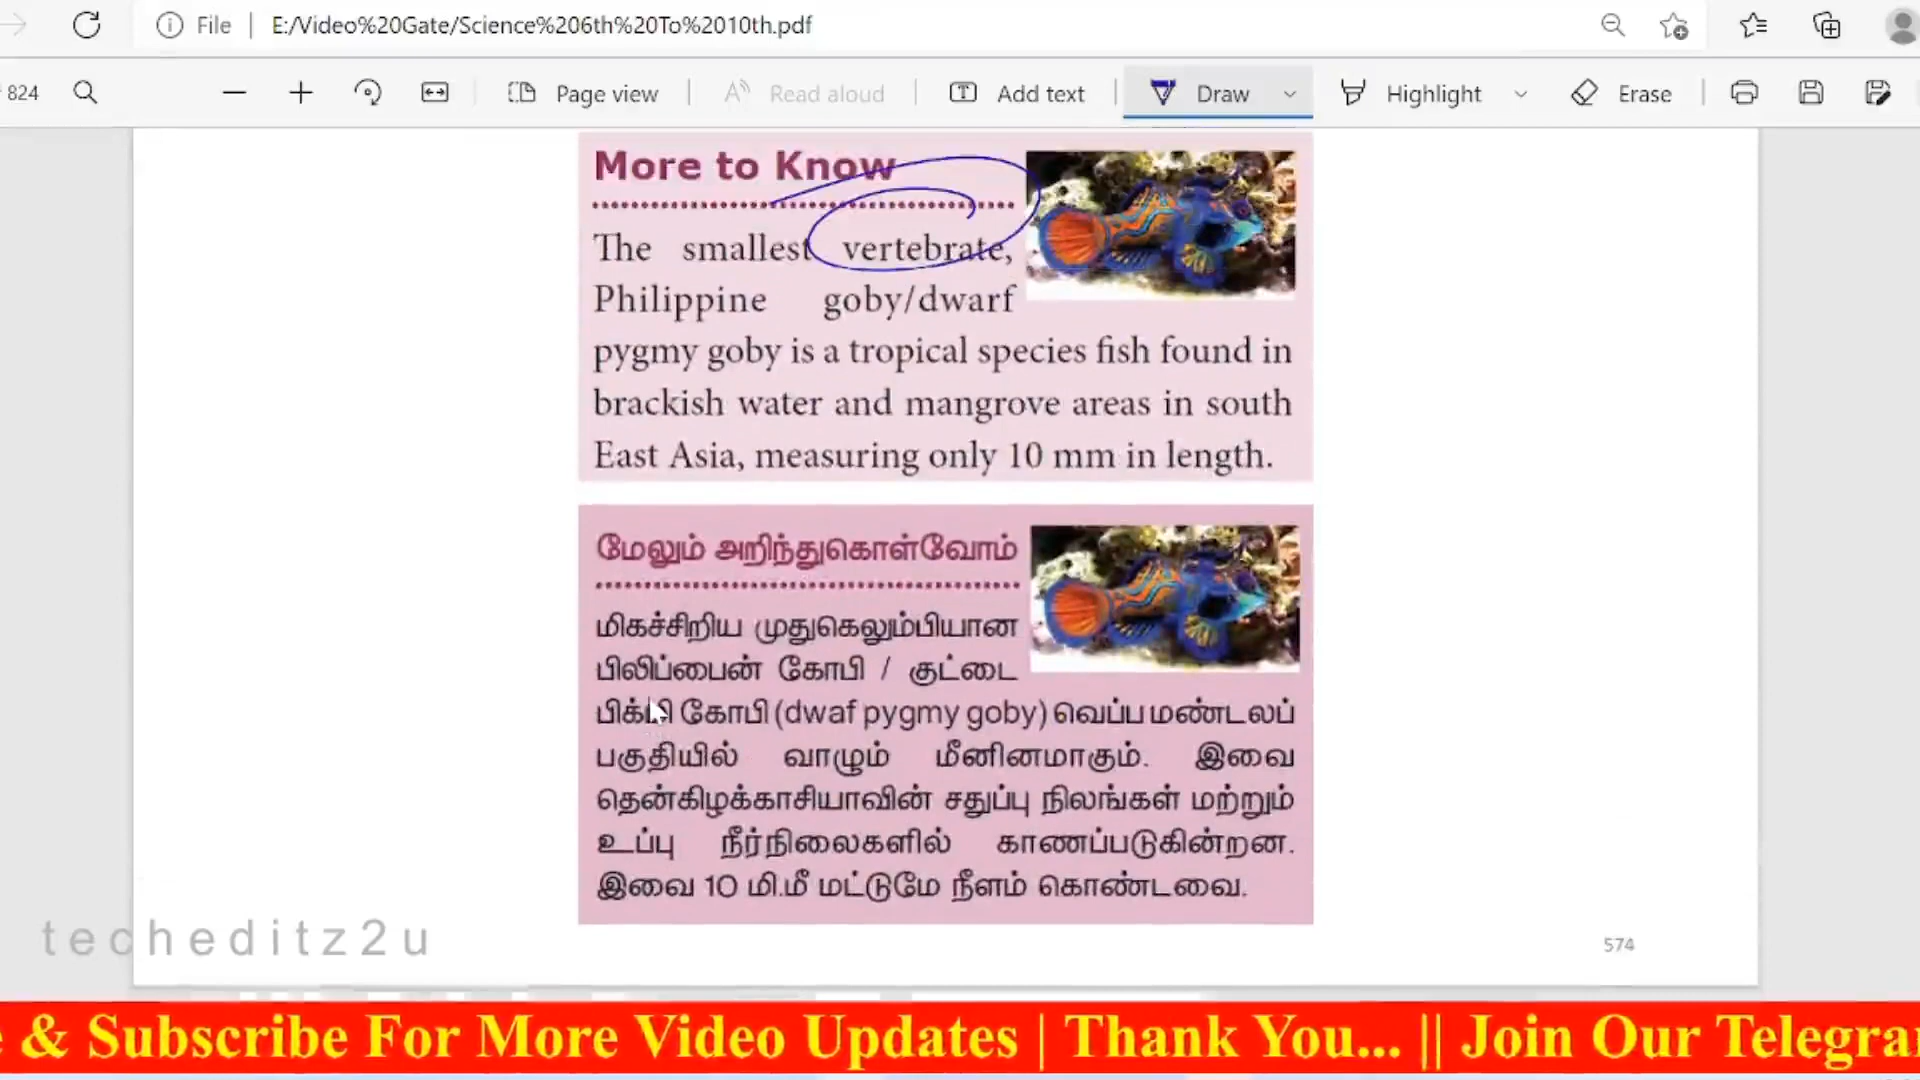 File | E:/Video%20Gate/Science%206th%20To%2010th.pdf
824 Page view Read aloud Add text Draw Highlight Erase
More to Know
The smallest vertebrate,
Philippine goby/dwarf
pygmy goby is a tropical species fish found in
brackish water and mangrove areas in south
East Asia, measuring only 10 mm in length.
மேலும் அறிந்துகொள்வோம்
மிகச்சிறிய முதுகெலும்பியான
பிலிப்பைன் கோபி / குட்டை
பிக்மி கோபி (dwaf pygmy goby) வெப்ப மண்டலப்
பகுதியில் வாழும் மீனினமாகும். இவை
தென்கிழக்காசியாவின் சதுப்பு நிலங்கள் மற்றும்
உப்பு நீர்நிலைகளில் காணப்படுகின்றன.
இவை 10 மி.மீ மட்டுமே நீளம் கொண்டவை.
techeditz2u
574
e & Subscribe For More Video Updates | Thank You... || Join Our Telegra